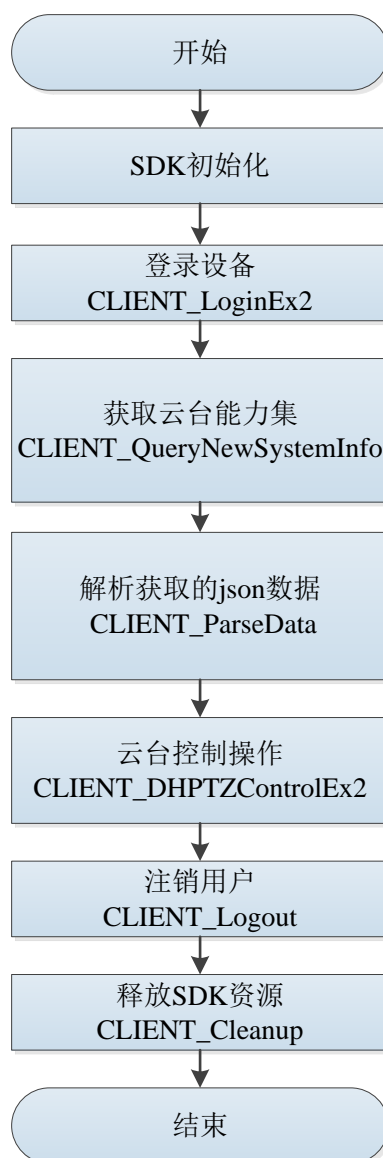 开始
SDK初始化
登录设备
CLIENT_LoginEx2
获取云台能力集
CLIENT_QueryNewSystemInfo
解析获取的json数据
CLIENT_ParseData
云台控制操作
CLIENT_DHPTZControlEx2
注销用户
CLIENT_Logout
释放SDK资源
CLIENT_Cleanup
结束